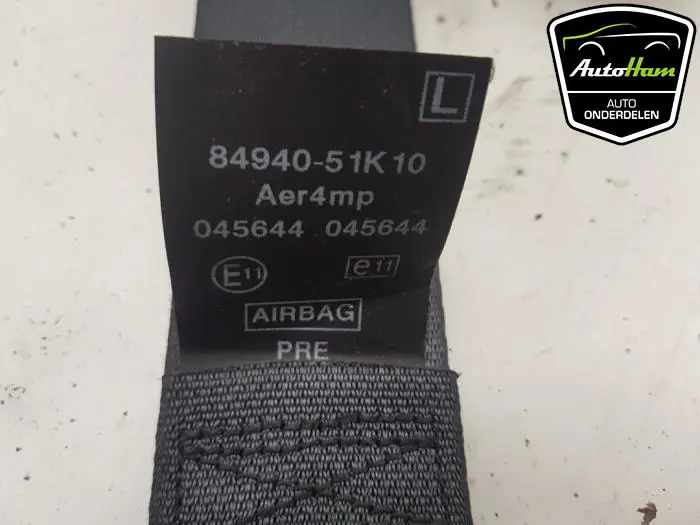 AutoHam
AUTO
ONDERDELEN
L
84940-51K10
Aer4mp
045644 045644
E11 e11
AIRBAG
PRE